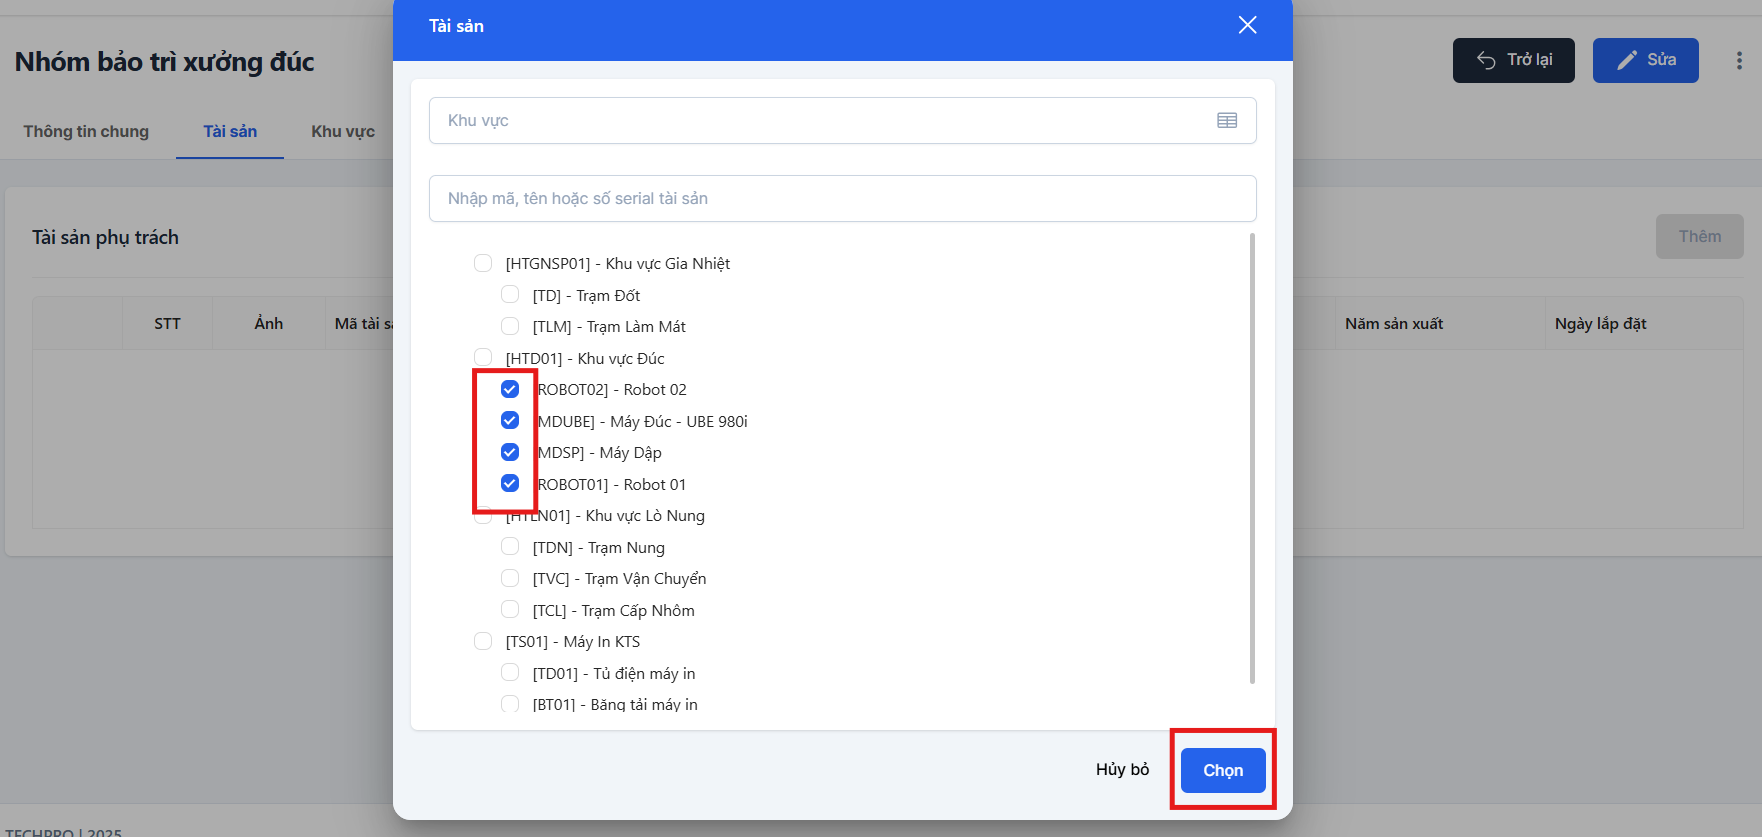 Tài sản
Nhóm bảo trì xưởng đúc
Trở lại
Sửa
Thông tin chung
Tài sản
Khu vực
Khu vực
Nhập mã, tên hoặc số serial tài sản
Tài sản phụ trách
Thêm
STT
Ảnh
Mã tài
Năm sản xuất
Ngày lắp đặt
[HTGNSP01] - Khu vực Gia Nhiệt
[TD] - Trạm Đốt
[TLM] - Trạm Làm Mát
[HTD01] - Khu vực Đúc
ROBOT02] - Robot 02
MDUBE] - Máy Đúc - UBE 980i
MDSP] - Máy Dập
ROBOT01] - Robot 01
[HTLN01] - Khu vực Lò Nung
[TDN] - Trạm Nung
[TVC] - Trạm Vận Chuyển
[TCL] - Trạm Cấp Nhôm
[TS01] - Máy In KTS
[TD01] - Tủ điện máy in
[BT01] - Băng tải máy in
Hủy bỏ
Chọn
TECHPRO | 2025